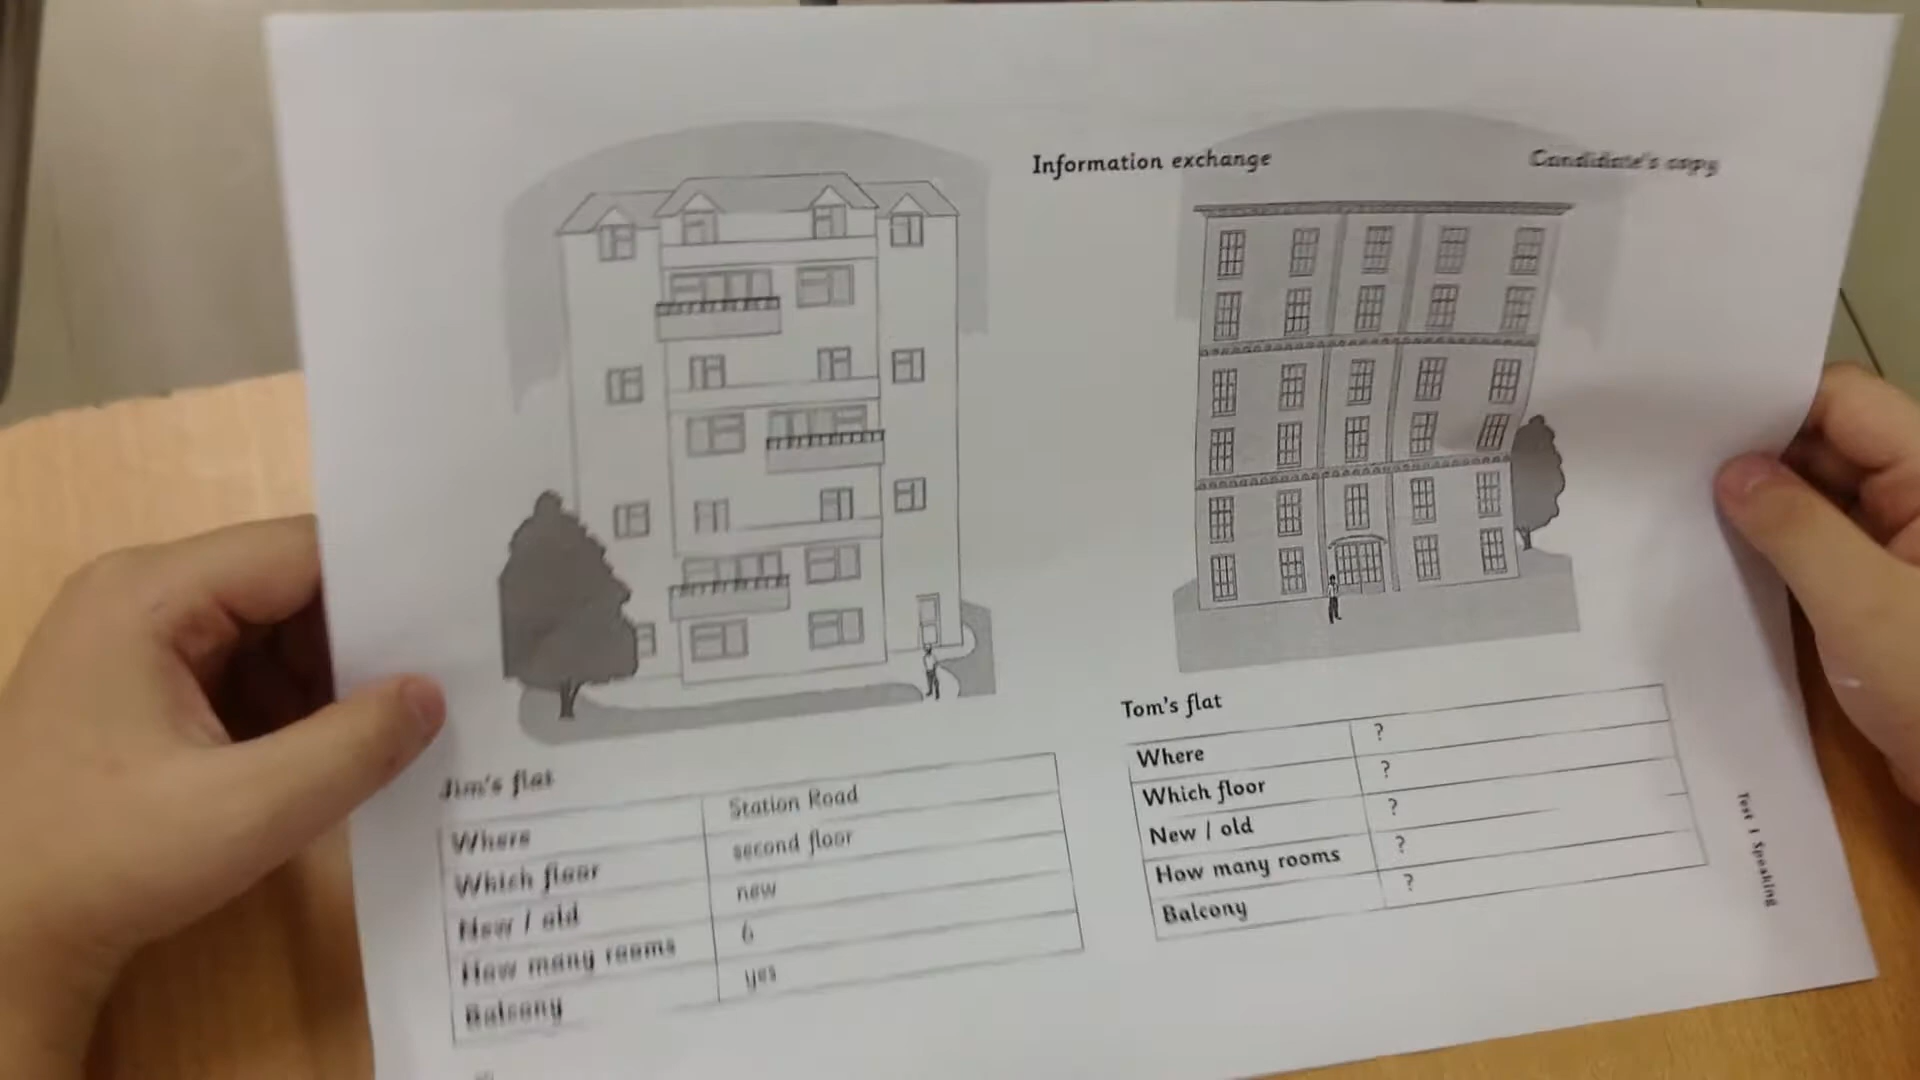 Information exchange
Candidate's copy
Jim's flat
Where Station Road
Which floor second floor
New / old new
How many rooms 6
Balcony yes
Tom's flat
Where ?
Which floor ?
New / old ?
How many rooms ?
Balcony ?
Test 1 Speaking